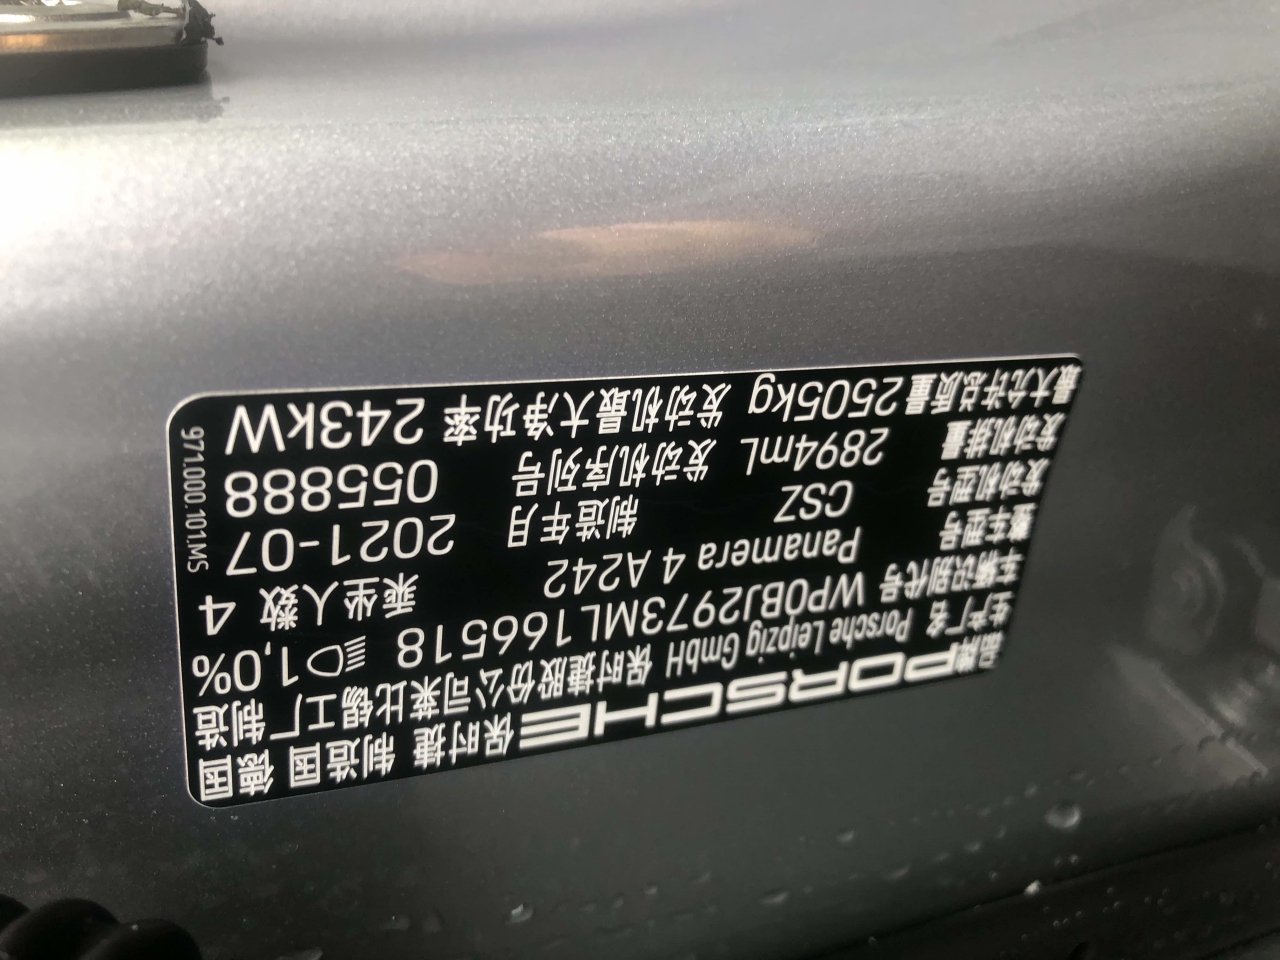 品牌 PORSCHE 保时捷 制造国 德国
生产厂名 Porsche Leipzig GmbH 保时捷股份公司莱比锡工厂制造
车辆识别代号 WP0BJ2973ML166518 1,0%
整车型号 Panamera 4 A242 乘坐人数 4
发动机型号 CSZ 制造年月 2021-07
发动机排量 2894mL 发动机序列号 055888
最大允许总质量 2505kg 发动机最大净功率 243kW
971.000.101.MS